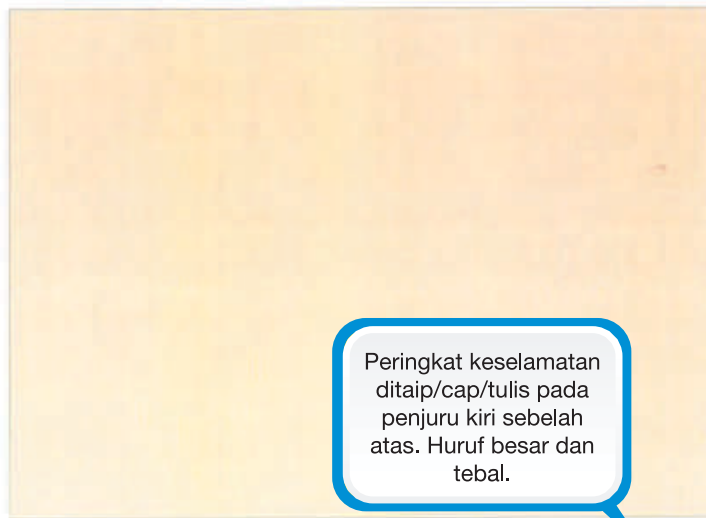 Peringkat keselamatan
ditaip/cap/tulis pada
penjuru kiri sebelah
atas. Huruf besar dan
tebal.